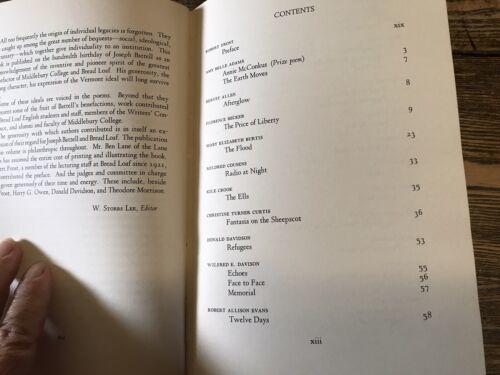 All too frequently the origin of individual legacies is forgotten. They
caught up among the great number of bequests—social, ideological,
—which together give individuality to an institution. This
is published on the hundredth birthday of Joseph Battell as an
knowledgment of the inventive and pioneer spirit of the greatest
of Middlebury College and Bread Loaf. His generosity, the
character, his expression of the Vermont ideal will long survive
ome of these ideals are voiced in the poems. Beyond that they
sent some of the fruit of Battell's benefactions, work contributed
Bread Loaf English students and staff, members of the Writers' Con-
, and alumni and faculty of Middlebury College.
generosity with which authors contributed is in itself an ex-
of their regard for Joseph Battell and Bread Loaf. The publication
volume is philanthropic throughout. Mr. Ben Lane of the Lane
has assumed the entire cost of printing and illustrating the book.
Frost, a member of the lecturing staff at Bread Loaf since 1921,
contributed the preface. And the judges and committee in charge
given generously of their time and energy. These include, beside
Frost, Harry G. Owen, Donald Davidson, and Theodore Morrison.
W. Storrs Lee, Editor
CONTENTS
ROBERT FROST
Preface xix
AMY BELLE ADAMS
Annie McConleux (Prize poem) 3
The Earth Moves 7
HERVEY ALLEN
Afterglow 8
FLORENCE BECKER
The Price of Liberty 9
MARY ELIZABETH BURTIS
The Flood 23
MILDRED COUSENS
Radio at Night 33
KILE CROOK
The Ells 35
CHRISTINE TURNER CURTIS
Fantasia on the Sheepscot 36
DONALD DAVIDSON
Refugees 53
WILFRED E. DAVISON
Echoes 55
Face to Face 56
Memorial 57
ROBERT ALLISON EVANS
Twelve Days 58
xiii